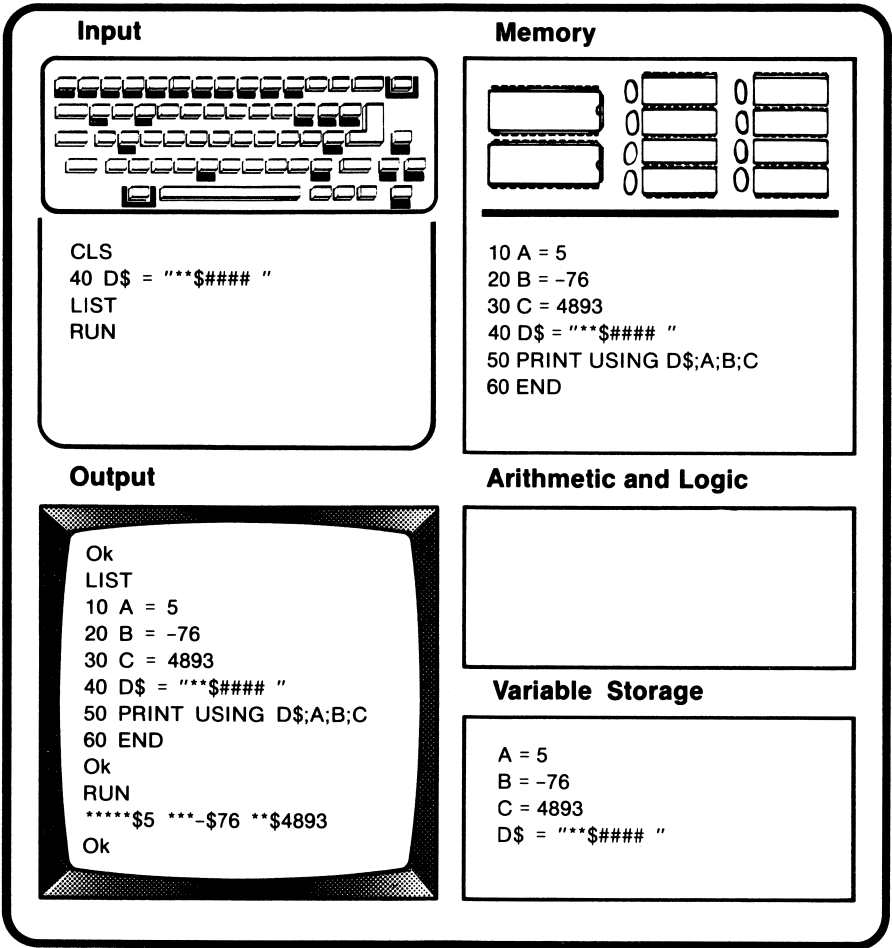 Input
CLS
40 D$ = "**$#### "
LIST
RUN
Memory
10 A = 5
20 B = -76
30 C = 4893
40 D$ = "**$#### "
50 PRINT USING D$;A;B;C
60 END
Output
Ok
LIST
10 A = 5
20 B = -76
30 C = 4893
40 D$ = "**$#### "
50 PRINT USING D$;A;B;C
60 END
Ok
RUN
*****$5 ***-$76 **$4893
Ok
Arithmetic and Logic
Variable Storage
A = 5
B = -76
C = 4893
D$ = "**$#### "